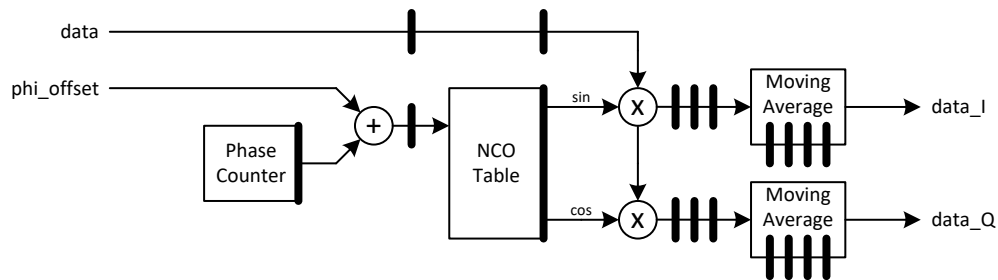 data
phi_offset
Phase
Counter
+
NCO
Table
sin
cos
X
X
Moving
Average
data_I
Moving
Average
data_Q